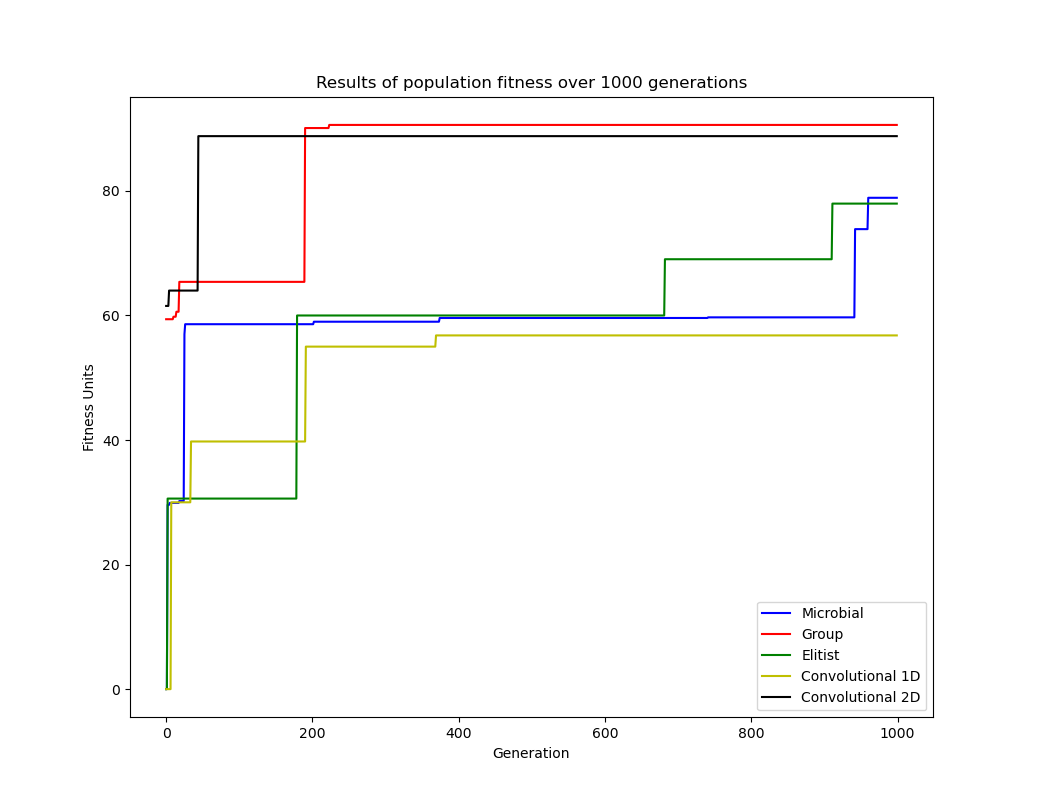 Results of population fitness over 1000 generations
Fitness Units
80
60
40
20
0
0 200 400 600 800 1000
Generation
Microbial
Group
Elitist
Convolutional 1D
Convolutional 2D